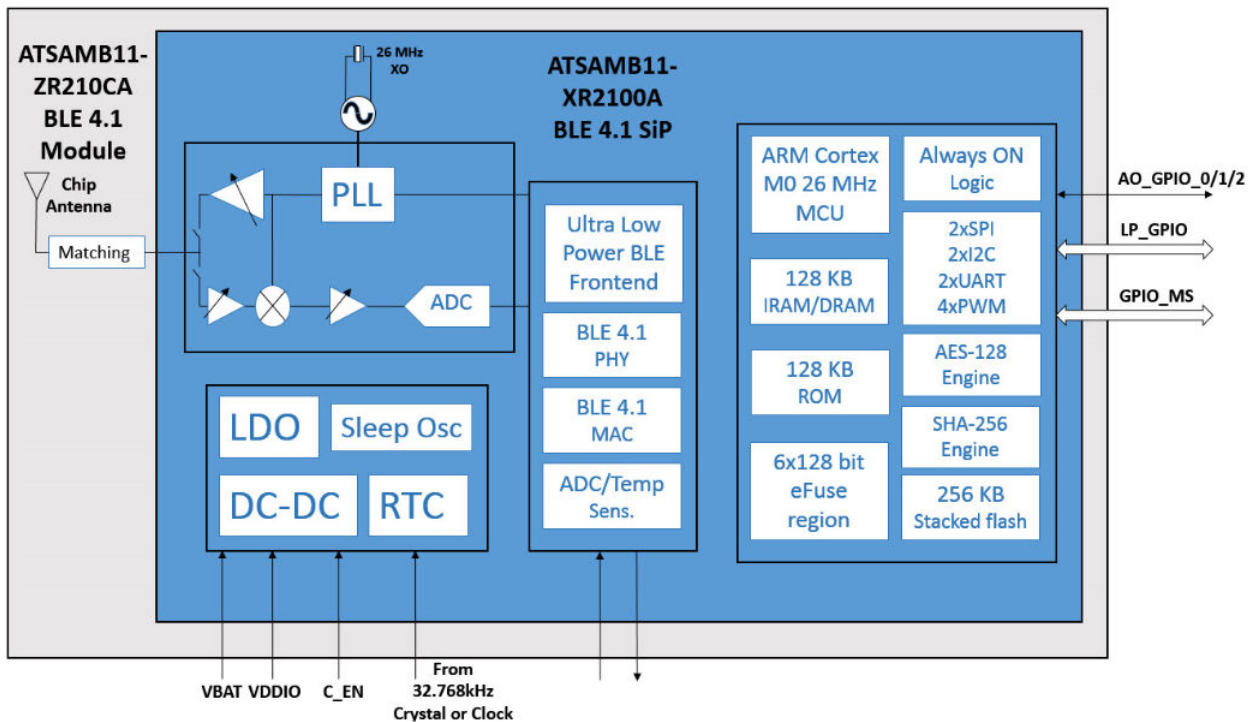 ATSAMB11-
ZR210CA
BLE 4.1
Module
Chip
Antenna
Matching
26 MHz
XO
PLL
ADC
ATSAMB11-
XR2100A
BLE 4.1 SiP
Ultra Low
Power BLE
Frontend
BLE 4.1
PHY
BLE 4.1
MAC
ADC/Temp
Sens.
LDO
Sleep Osc
DC-DC
RTC
ARM Cortex
M0 26 MHz
MCU
128 KB
IRAM/DRAM
128 KB
ROM
6x128 bit
eFuse
region
Always ON
Logic
2xSPI
2xI2C
2xUART
4xPWM
AES-128
Engine
SHA-256
Engine
256 KB
Stacked flash
AO_GPIO_0/1/2
LP_GPIO
GPIO_MS
VBAT
VDDIO
C_EN
From
32.768kHz
Crystal or Clock